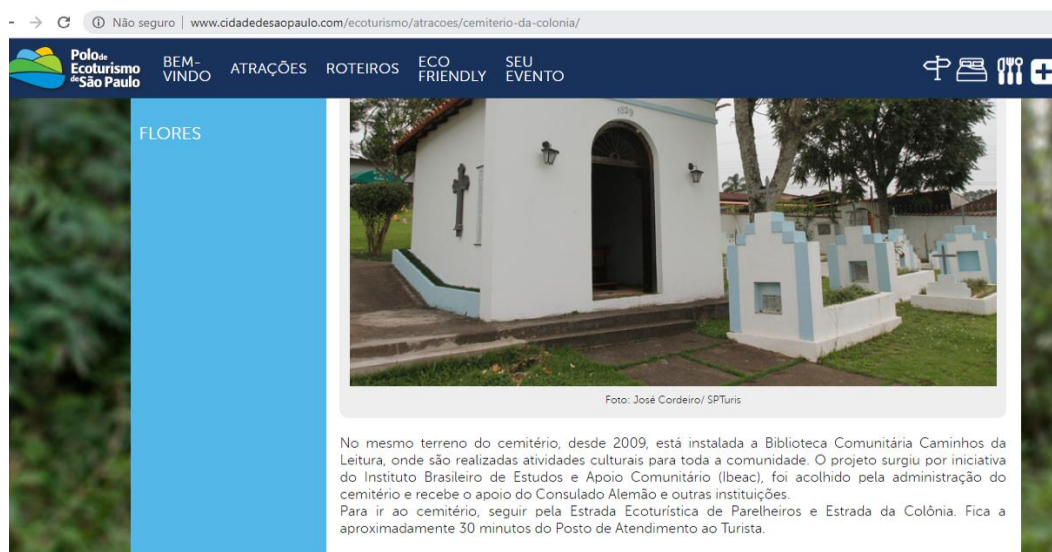 Não seguro | www.cidadedesaopaulo.com/ecoturismo/atracoes/cemiterio-da-colonia/
Polo de
Ecoturismo
de São Paulo
BEM-
VINDO
ATRAÇÕES
ROTEIROS
ECO
FRIENDLY
SEU
EVENTO
FLORES
1829
Foto: José Cordeiro/ SPTuris
No mesmo terreno do cemitério, desde 2009, está instalada a Biblioteca Comunitária Caminhos da
Leitura, onde são realizadas atividades culturais para toda a comunidade. O projeto surgiu por iniciativa
do Instituto Brasileiro de Estudos e Apoio Comunitário (Ibeac), foi acolhido pela administração do
cemitério e recebe o apoio do Consulado Alemão e outras instituições.
Para ir ao cemitério, seguir pela Estrada Ecoturística de Parelheiros e Estrada da Colônia. Fica a
aproximadamente 30 minutos do Posto de Atendimento ao Turista.